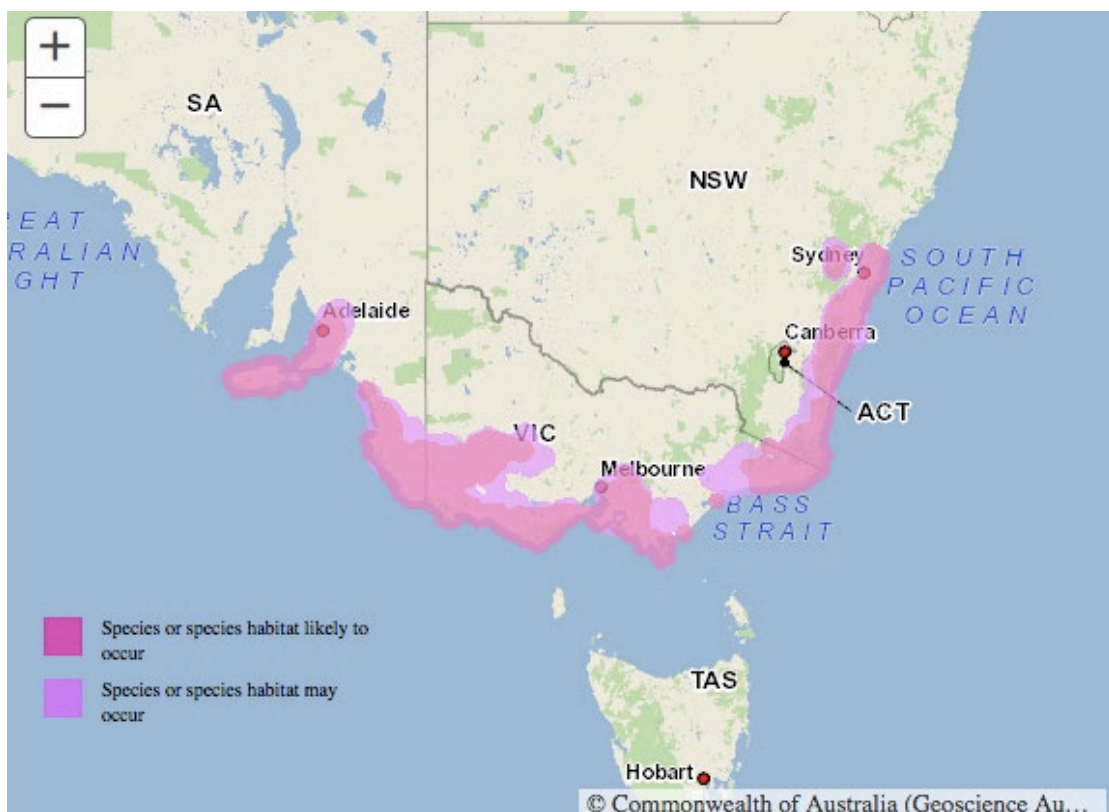 +
−
SA
NSW
REAT
RALIAN
GHT
Sydney
SOUTH
PACIFIC
OCEAN
Adelaide
Canberra
ACT
VIC
Melbourne
BASS
STRAIT
Species or species habitat likely to
occur
Species or species habitat may
occur
TAS
Hobart
© Commonwealth of Australia (Geoscience Au...